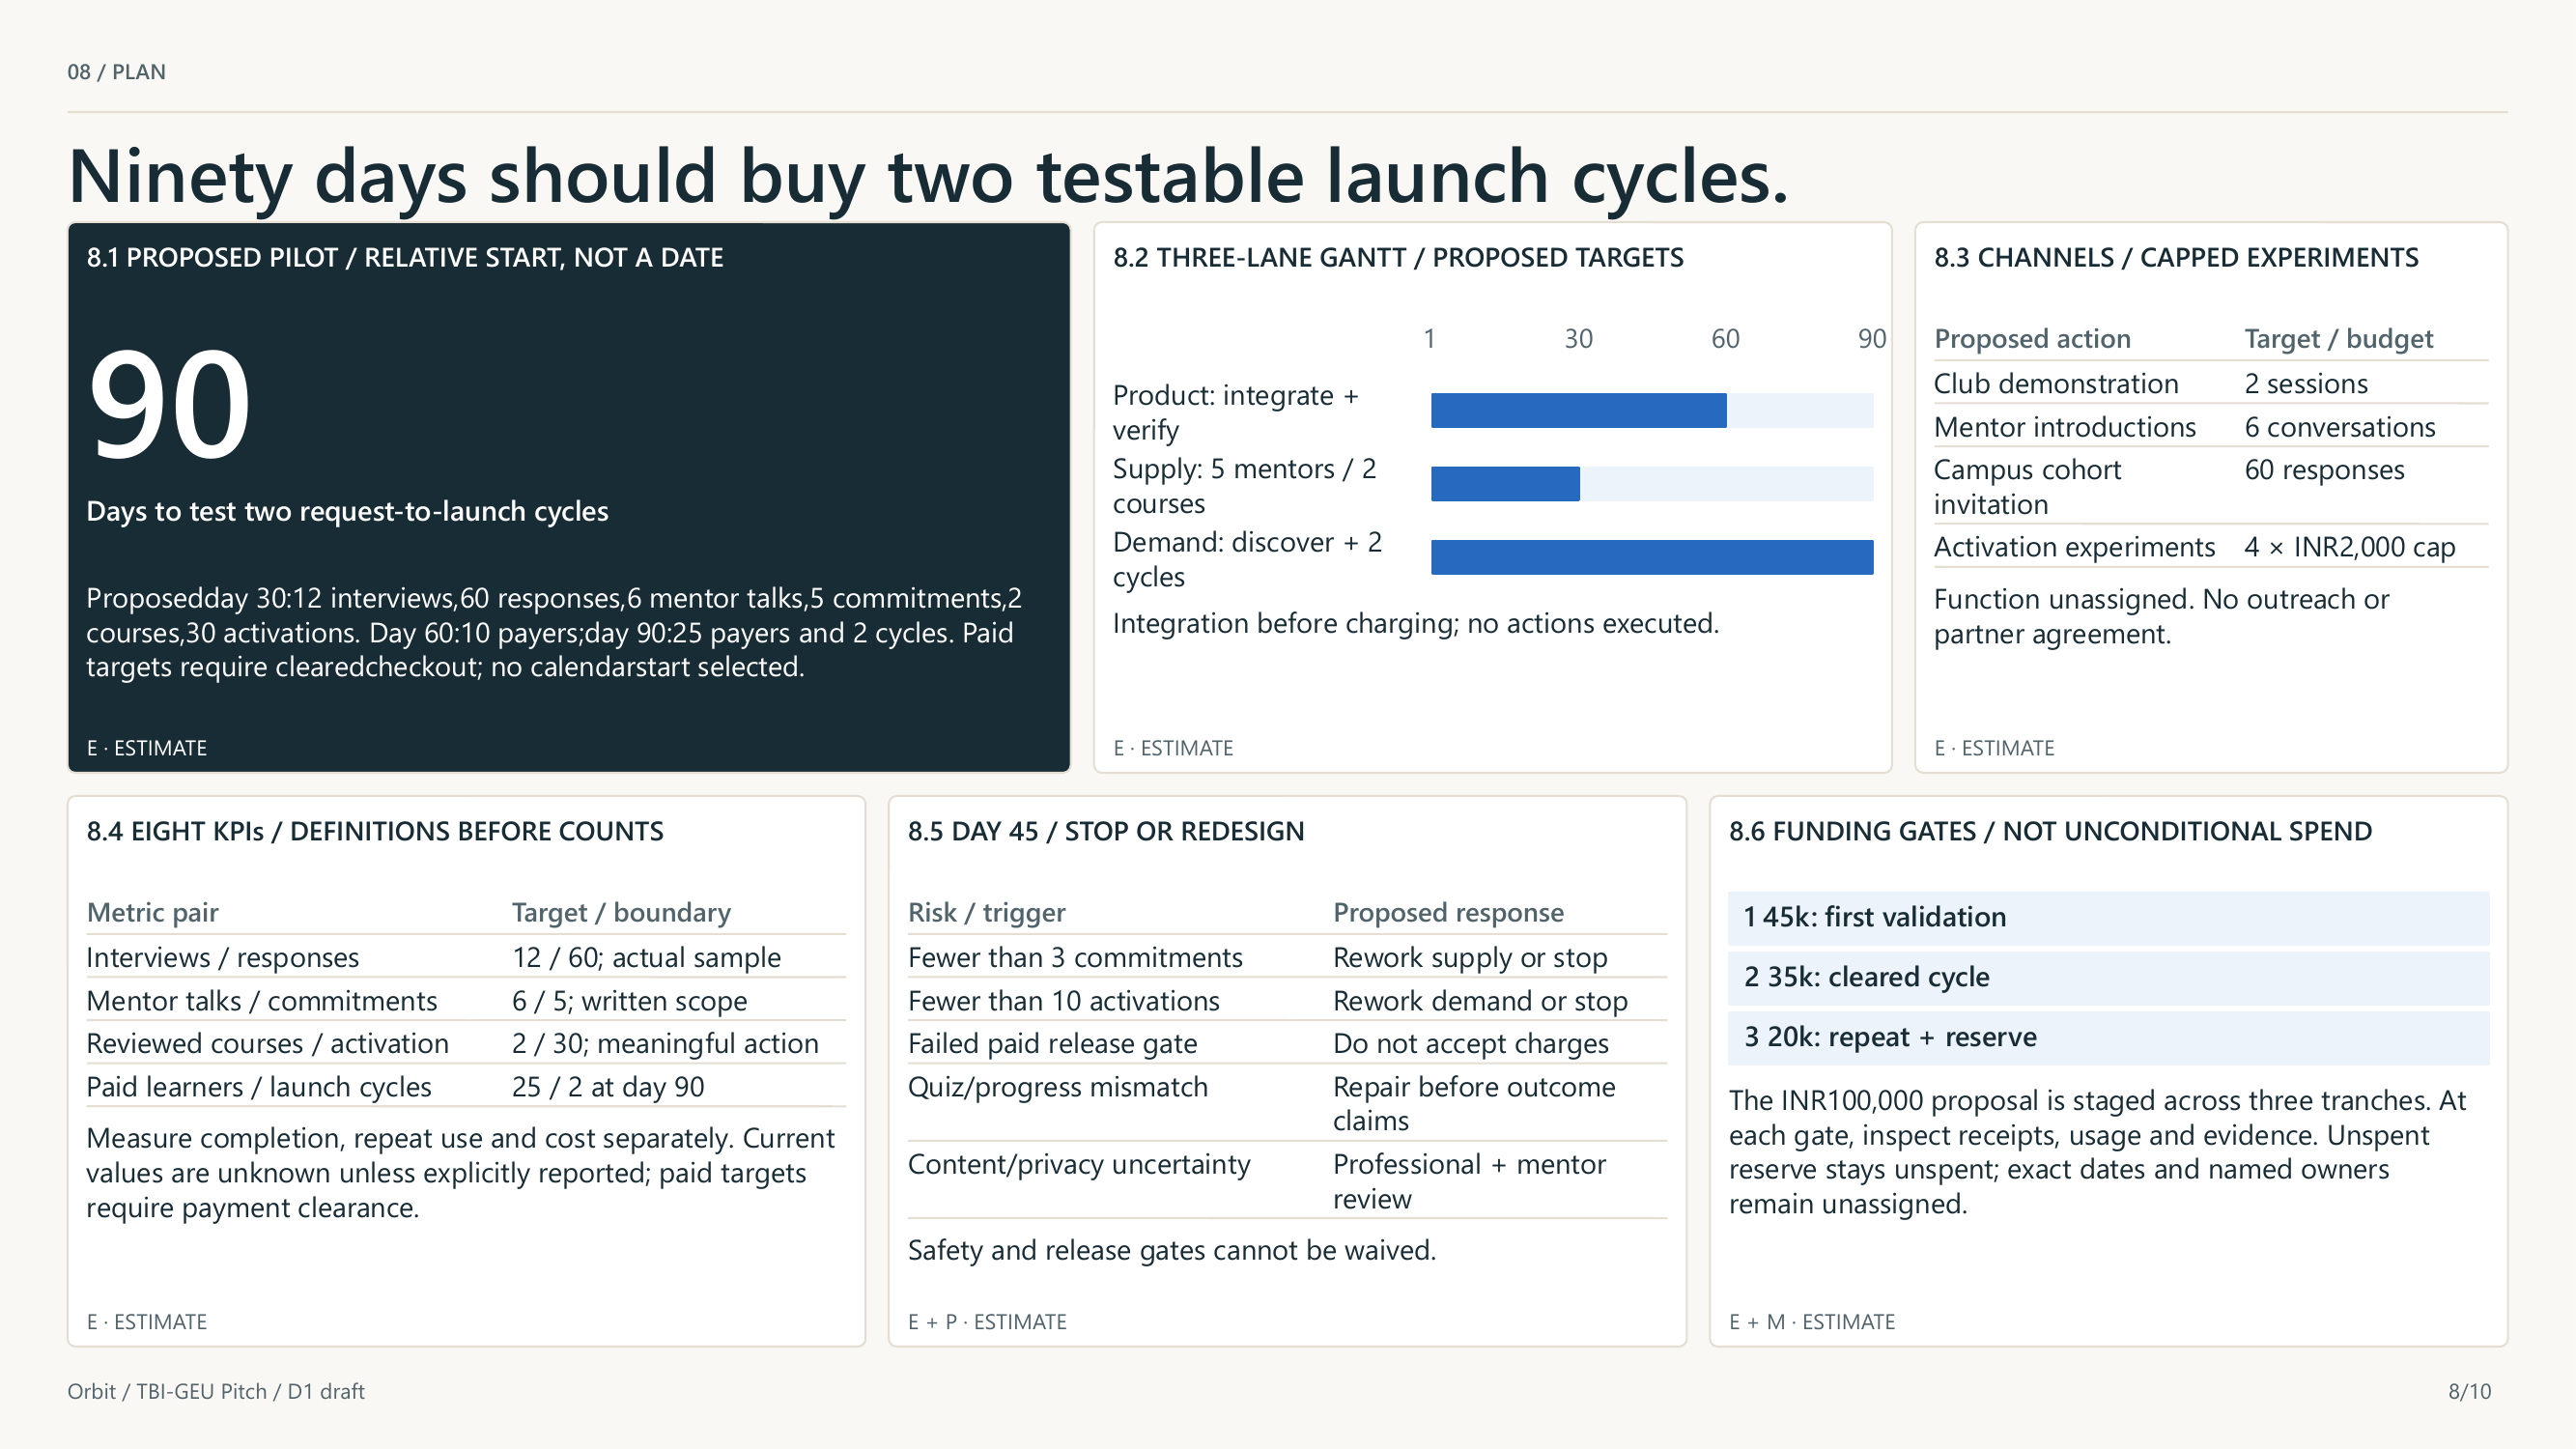 08 / PLAN
Ninety days should buy two testable launch cycles.
8.1 PROPOSED PILOT / RELATIVE START, NOT A DATE
90
Days to test two request-to-launch cycles
Proposedday 30:12 interviews,60 responses,6 mentor talks,5 commitments,2
courses,30 activations. Day 60:10 payers;day 90:25 payers and 2 cycles. Paid
targets require clearedcheckout; no calendarstart selected.
E · ESTIMATE
8.2 THREE-LANE GANTT / PROPOSED TARGETS
1 30 60 90
Product: integrate +
verify
Supply: 5 mentors / 2
courses
Demand: discover + 2
cycles
Integration before charging; no actions executed.
E · ESTIMATE
8.3 CHANNELS / CAPPED EXPERIMENTS
Proposed action Target / budget
Club demonstration 2 sessions
Mentor introductions 6 conversations
Campus cohort 60 responses
invitation
Activation experiments 4 × INR2,000 cap
Function unassigned. No outreach or
partner agreement.
E · ESTIMATE
8.4 EIGHT KPIs / DEFINITIONS BEFORE COUNTS
Metric pair Target / boundary
Interviews / responses 12 / 60; actual sample
Mentor talks / commitments 6 / 5; written scope
Reviewed courses / activation 2 / 30; meaningful action
Paid learners / launch cycles 25 / 2 at day 90
Measure completion, repeat use and cost separately. Current
values are unknown unless explicitly reported; paid targets
require payment clearance.
E · ESTIMATE
8.5 DAY 45 / STOP OR REDESIGN
Risk / trigger Proposed response
Fewer than 3 commitments Rework supply or stop
Fewer than 10 activations Rework demand or stop
Failed paid release gate Do not accept charges
Quiz/progress mismatch Repair before outcome
claims
Content/privacy uncertainty Professional + mentor
review
Safety and release gates cannot be waived.
E + P · ESTIMATE
8.6 FUNDING GATES / NOT UNCONDITIONAL SPEND
1 45k: first validation
2 35k: cleared cycle
3 20k: repeat + reserve
The INR100,000 proposal is staged across three tranches. At
each gate, inspect receipts, usage and evidence. Unspent
reserve stays unspent; exact dates and named owners
remain unassigned.
E + M · ESTIMATE
Orbit / TBI-GEU Pitch / D1 draft
8/10